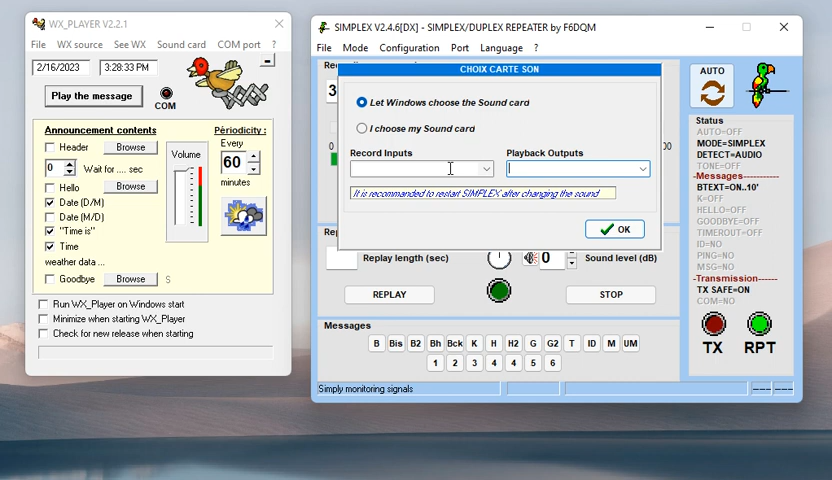 WX_PLAYER V2.2.1
File WX source See WX Sound card COM port ?
2/16/2023 3:28:33 PM
Play the message
COM
Announcement contents
Header Browse
0 Wait for .... sec
Hello Browse
Date (D/M)
Date (M/D)
"Time is"
Time
weather data ...
Goodbye Browse S
Volume
Périodicity :
Every
60
minutes
Run WX_Player on Windows start
Minimize when starting WX_Player
Check for new release when starting
SIMPLEX V2.4.6[DX] - SIMPLEX/DUPLEX REPEATER by F6DQM
File Mode Configuration Port Language ?
CHOIX CARTE SON
Let Windows choose the Sound card
I choose my Sound card
Record Inputs Playback Outputs
It is recommanded to restart SIMPLEX after changing the sound
OK
3
0
00
Replay length (sec) 0 Sound level (dB)
REPLAY STOP
Messages
B Bis B2 Bh Bck K H H2 G G2 T ID M UM
1 2 3 4 4 5 6
Simply monitoring signals
AUTO
Status
AUTO=OFF
MODE=SIMPLEX
DETECT=AUDIO
TONE=OFF
-Messages------
BTEXT=ON..10'
K=OFF
HELLO=OFF
GOODBYE=OFF
TIMEOUT=OFF
ID=NO
PING=NO
MSG=NO
-Transmission-------
TX SAFE=ON
COM=NO
TX RPT